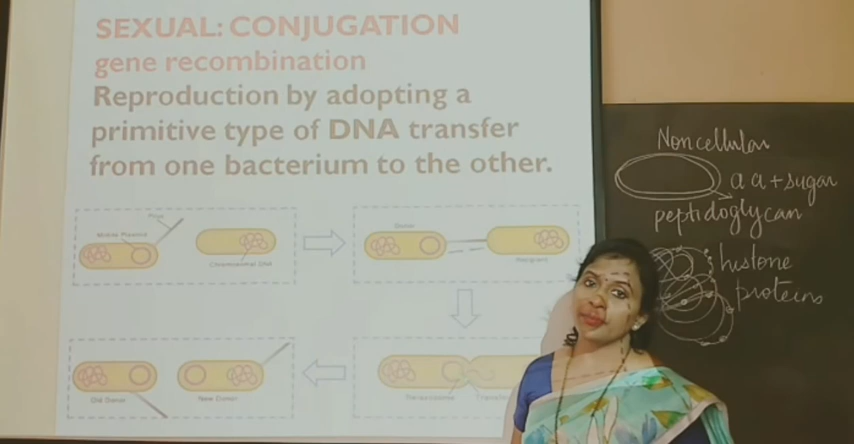 SEXUAL: CONJUGATION
gene recombination
Reproduction by adopting a
primitive type of DNA transfer
from one bacterium to the other.
Pilus
Mobile Plasmid
Chromosomal DNA
Donor
Recipient
Old Donor
New Donor
Noncellular
a a + sugar
peptidoglycan
histone
proteins